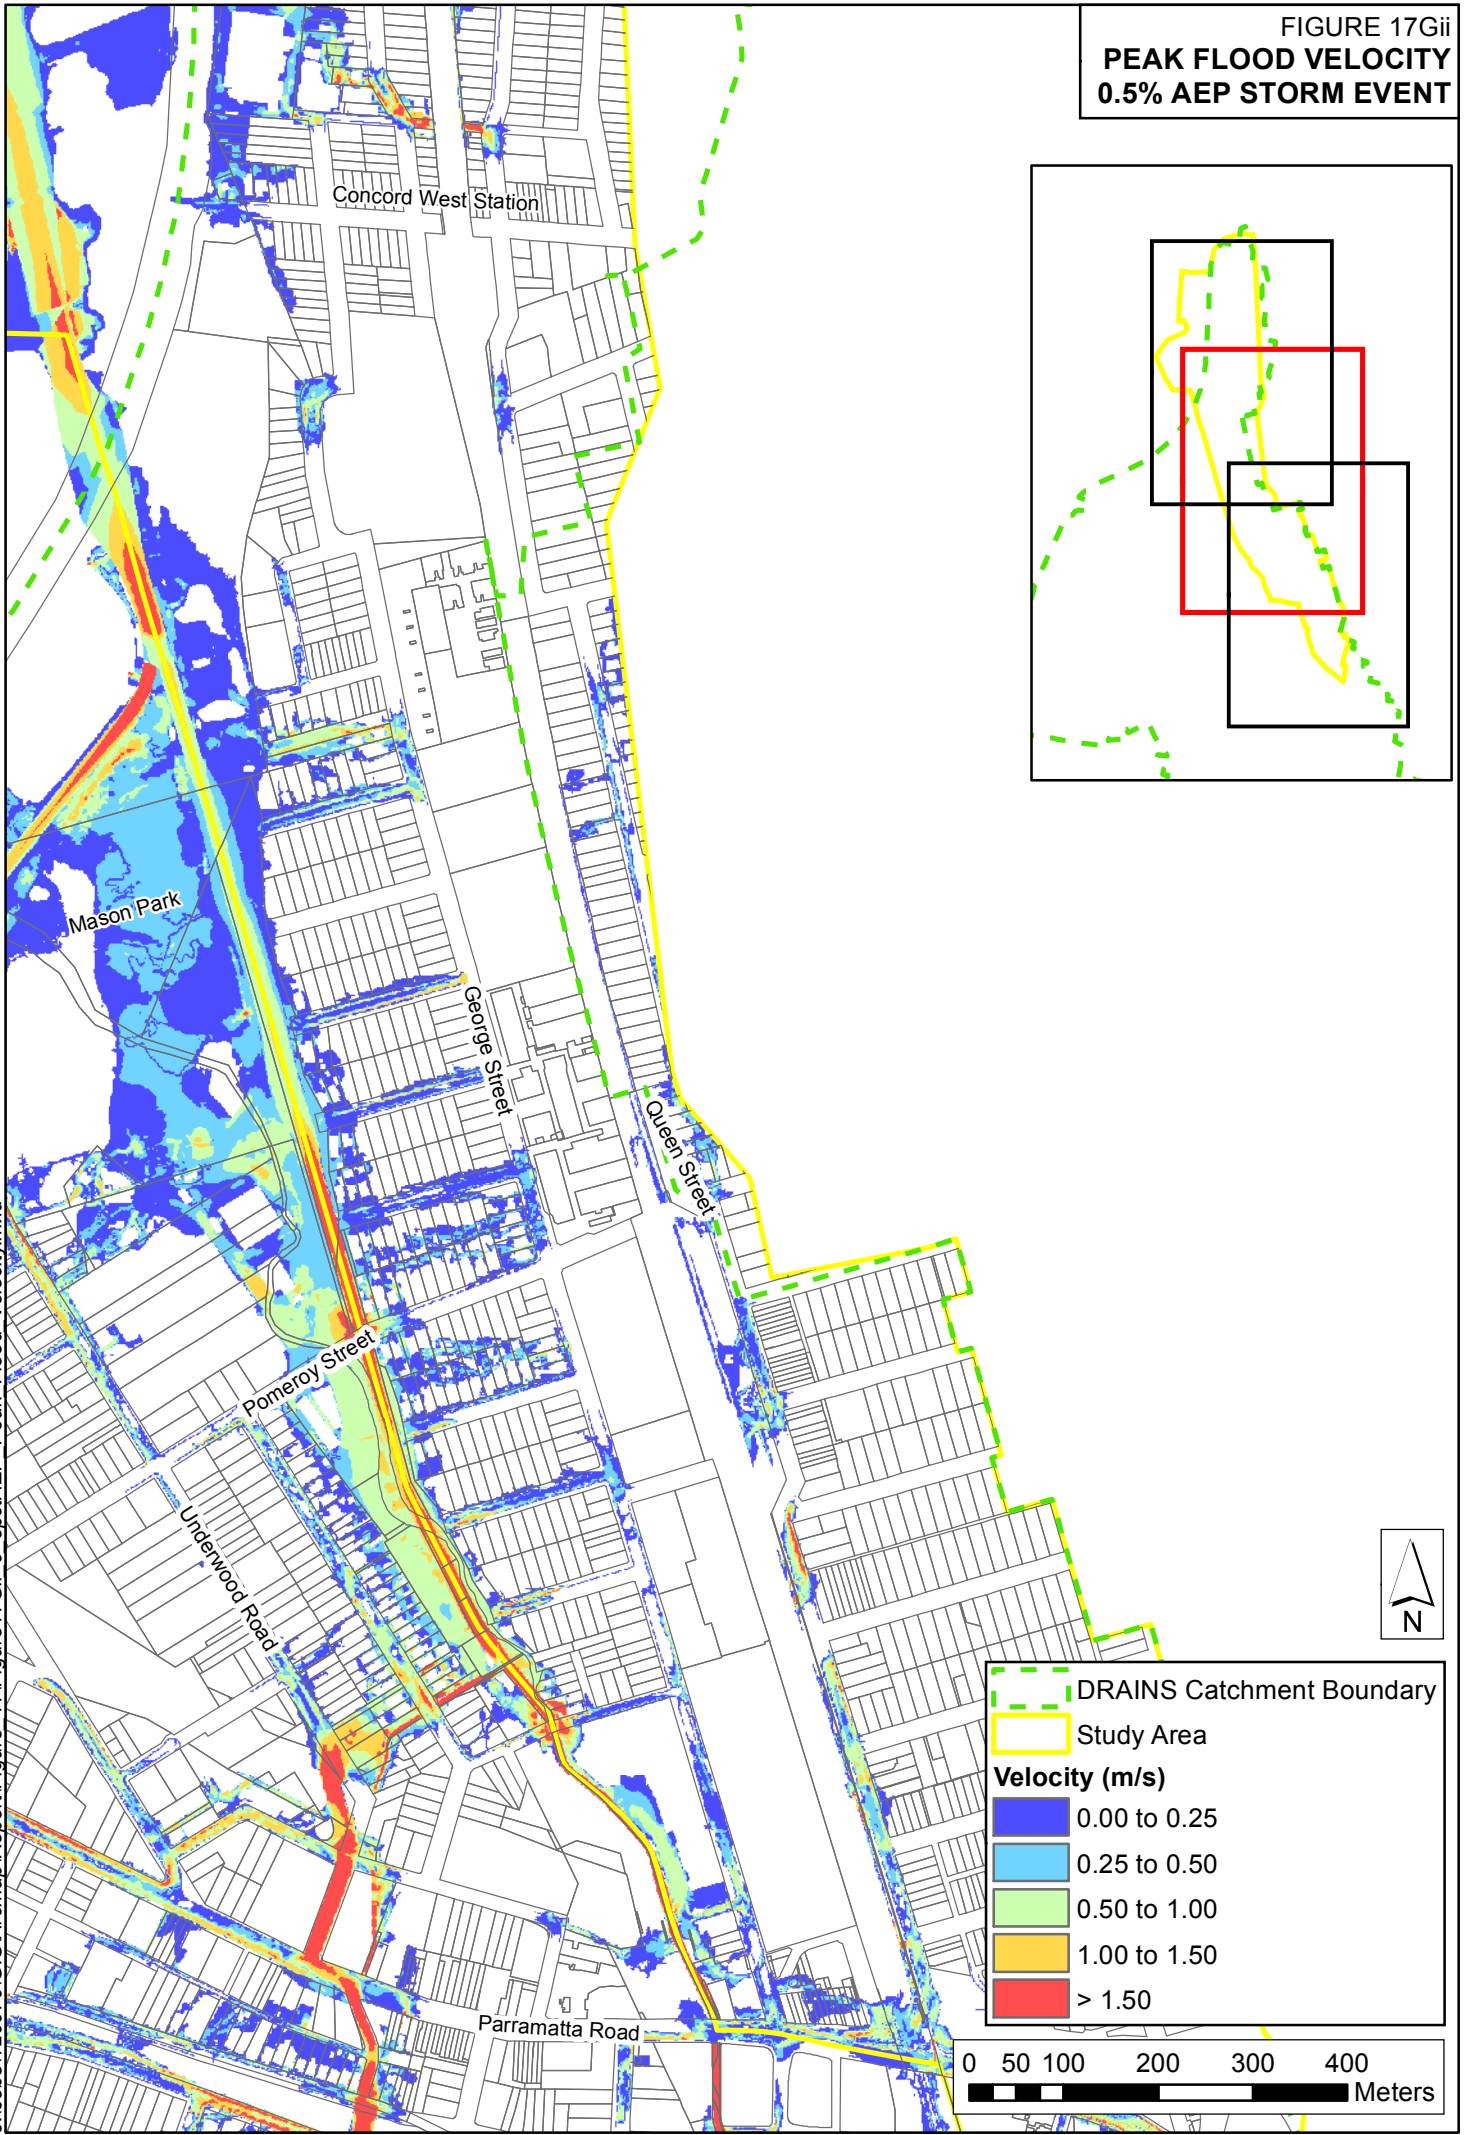 FIGURE 17Gii
PEAK FLOOD VELOCITY
0.5% AEP STORM EVENT
Concord West Station
Mason Park
George Street
Queen Street
Pomeroy Street
Underwood Road
Parramatta Road
N
DRAINS Catchment Boundary
Study Area
Velocity (m/s)
0.00 to 0.25
0.25 to 0.50
0.50 to 1.00
1.00 to 1.50
> 1.50
0 50 100 200 300 400
Meters